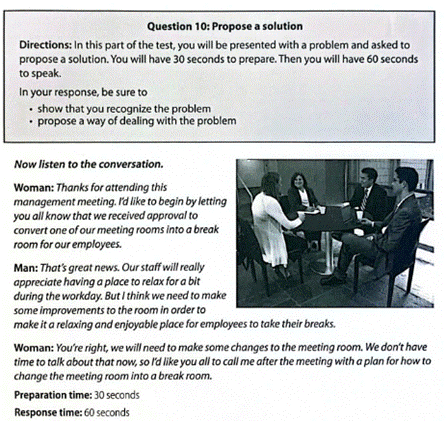 Question 10: Propose a solution
Directions: In this part of the test, you will be presented with a problem and asked to
propose a solution. You will have 30 seconds to prepare. Then you will have 60 seconds
to speak.
In your response, be sure to
• show that you recognize the problem
• propose a way of dealing with the problem
Now listen to the conversation.
Woman: Thanks for attending this
management meeting. I'd like to begin by letting
you all know that we received approval to
convert one of our meeting rooms into a break
room for our employees.
Man: That's great news. Our staff will really
appreciate having a place to relax for a bit
during the workday. But I think we need to make
some improvements to the room in order to
make it a relaxing and enjoyable place for employees to take their breaks.
Woman: You're right, we will need to make some changes to the meeting room. We don't have
time to talk about that now, so I'd like you all to call me after the meeting with a plan for how to
change the meeting room into a break room.
Preparation time: 30 seconds
Response time: 60 seconds